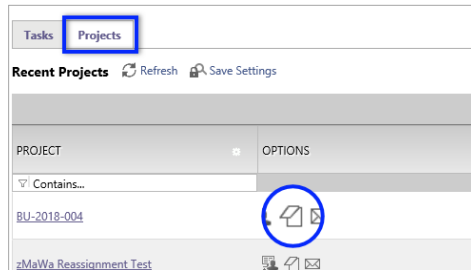 Tasks Projects
Recent Projects Refresh Save Settings
PROJECT OPTIONS
Contains...
BU-2018-004
zMaWa Reassignment Test